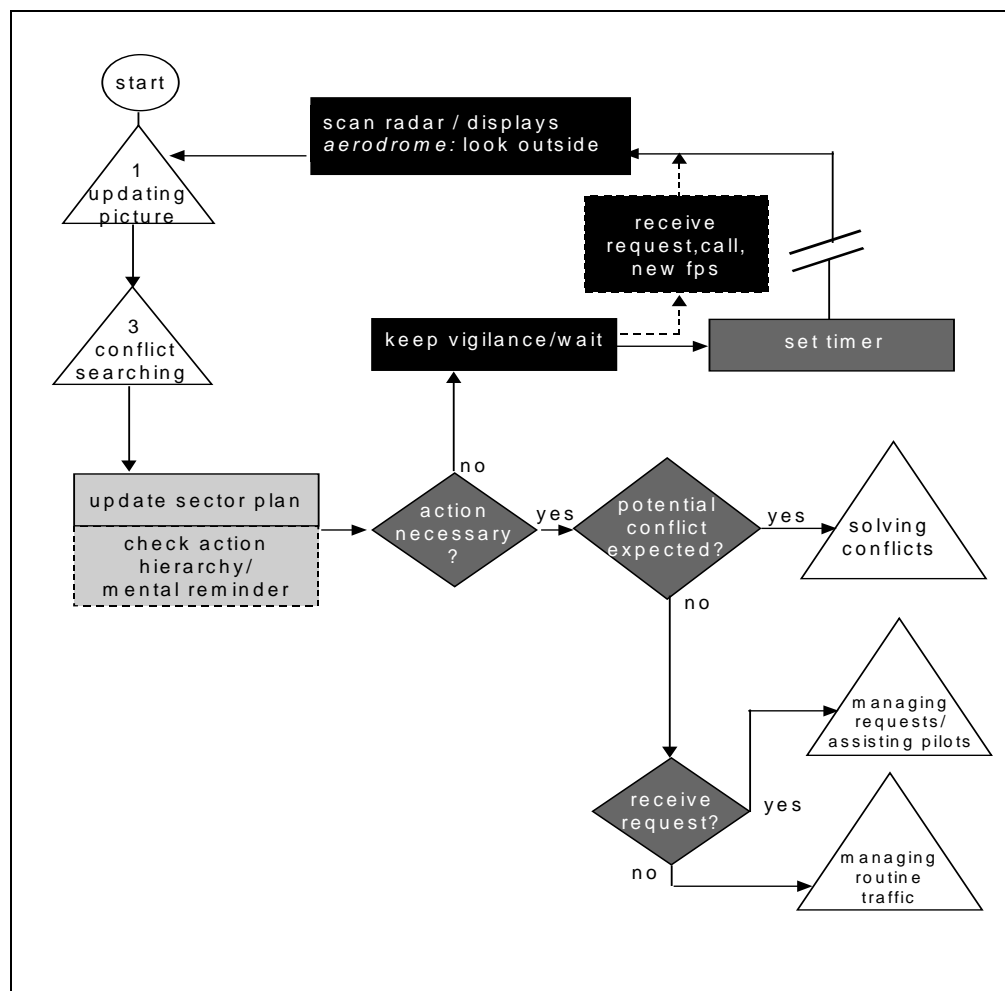 start
scan radar / displays
aerodrome: look outside
1
updating
picture
receive
request,call,
new fps
3
conflict
searching
keep vigilance/wait
set timer
no
update sector plan
check action
hierarchy/
mental reminder
action
necessary
?
yes
potential
conflict
expected?
yes
solving
conflicts
no
managing
requests/
assisting pilots
receive
request?
yes
no
managing
routine
traffic